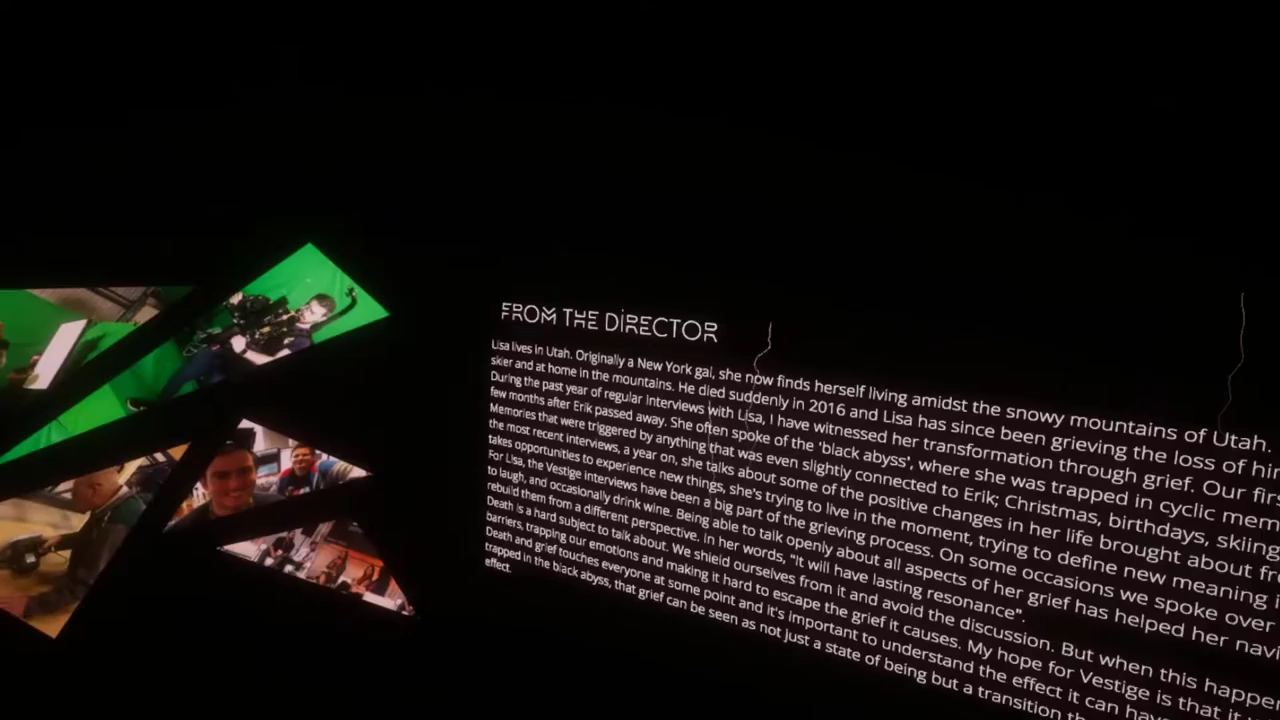 FROM THE DIRECTOR
Lisa lives in Utah. Originally a New York gal, she now finds herself living amidst the snowy mountains of Utah.
skier and at home in the mountains. He died suddenly in 2016 and Lisa has since been grieving the loss of
During the past year of regular interviews with Lisa, I have witnessed her transformation through grief. Our
few months after Erik passed away. She often spoke of the 'black abyss', where she was trapped in cyclic
Memories that were triggered by anything that was even slightly connected to Erik; Christmas, birthdays, skiing
the most recent interviews, a year on, she talks about some of the positive changes in her life brought about
takes opportunities to experience new things, she's trying to live in the moment, trying to define new meaning
For Lisa, the Vestige interviews have been a big part of the grieving process. On some occasions we spoke over
to laugh, and occasionally drink wine. Being able to talk openly about all aspects of her grief has helped her
rebuild them from a different perspective. In her words, "It will have lasting resonance".
Death is a hard subject to talk about. We shield ourselves from it and avoid the discussion. But when this
barriers, trapping our emotions and making it hard to escape the grief it causes. My hope for Vestige is that it
Death and grief touches everyone at some point and it's important to understand the effect it can have
trapped in the black abyss, that grief can be seen as not just a state of being but a transition
effect.